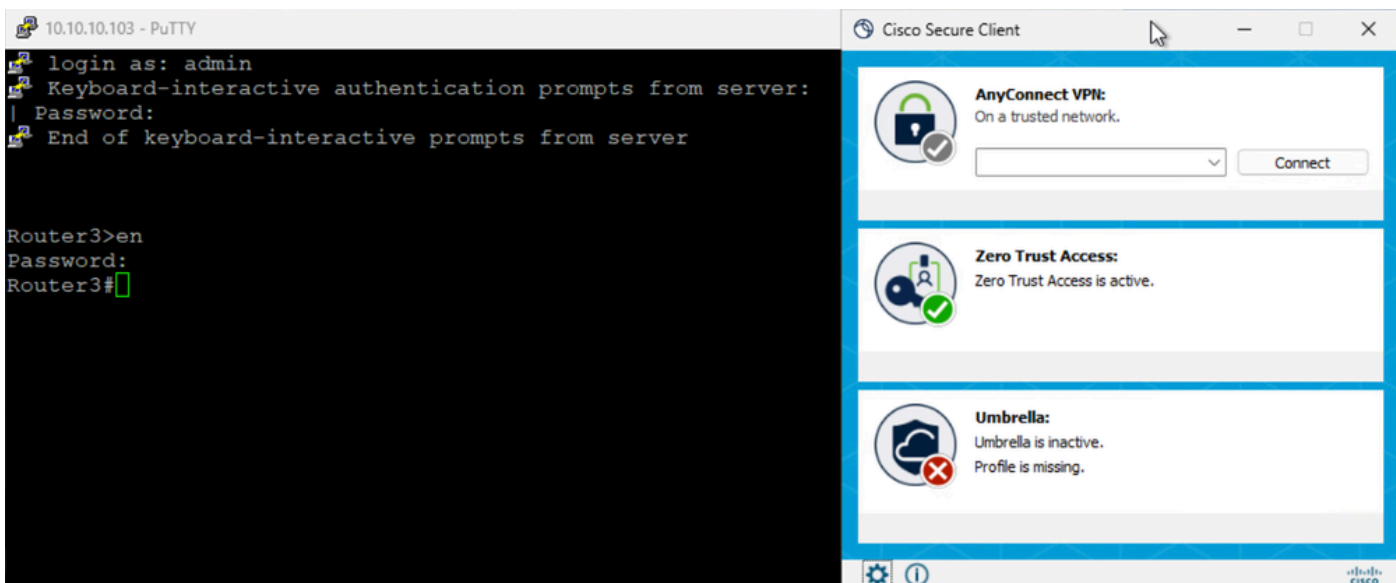 10.10.10.103 - PuTTY
login as: admin
Keyboard-interactive authentication prompts from server:
| Password:
End of keyboard-interactive prompts from server
Router3>en
Password:
Router3#
Cisco Secure Client
AnyConnect VPN:
On a trusted network.
Connect
Zero Trust Access:
Zero Trust Access is active.
Umbrella:
Umbrella is inactive.
Profile is missing.
CISCO